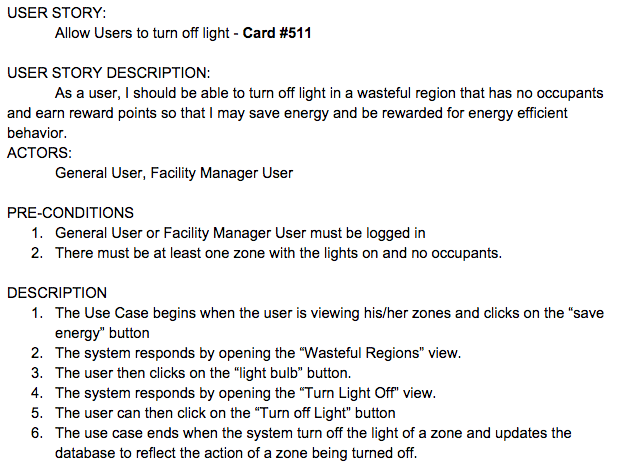 USER STORY:
Allow Users to turn off light - Card #511
USER STORY DESCRIPTION:
As a user, I should be able to turn off light in a wasteful region that has no occupants
and earn reward points so that I may save energy and be rewarded for energy efficient
behavior.
ACTORS:
General User, Facility Manager User
PRE-CONDITIONS
1. General User or Facility Manager User must be logged in
2. There must be at least one zone with the lights on and no occupants.
DESCRIPTION
1. The Use Case begins when the user is viewing his/her zones and clicks on the “save
energy” button
2. The system responds by opening the “Wasteful Regions” view.
3. The user then clicks on the “light bulb” button.
4. The system responds by opening the “Turn Light Off” view.
5. The user can then click on the “Turn off Light” button
6. The use case ends when the system turn off the light of a zone and updates the
database to reflect the action of a zone being turned off.